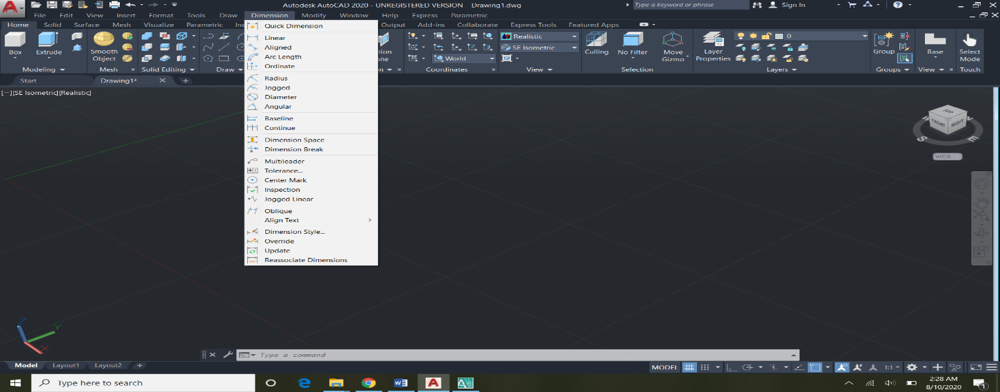 Autodesk AutoCAD 2020 - UNREGISTERED VERSION Drawing1.dwg Type a keyword or phrase Sign In
File Edit View Insert Format Tools Draw Dimension Modify Window Help Express Parametric
Home Solid Surface Mesh Visualize Parametric Output Add-ins Collaborate Express Tools Featured Apps
Box Extrude Smooth Object
Realistic
SE Isometric
World
Culling No Filter Move Gizmo
Layer Properties
0
Group Base Select Mode
Modeling Mesh Solid Editing Draw Coordinates View Selection Layers Groups View Touch
Start Drawing1*
[−][SE Isometric][Realistic]
Quick Dimension
Linear
Aligned
Arc Length
Ordinate
Radius
Jogged
Diameter
Angular
Baseline
Continue
Dimension Space
Dimension Break
Multileader
Tolerance...
Center Mark
Inspection
Jogged Linear
Oblique
Align Text
Dimension Style...
Override
Update
Reassociate Dimensions
TOP
FRONT RIGHT
S E
WCS
Z
Y
X
Type a command
Model Layout1 Layout2
MODEL 1:1
Type here to search
2:28 AM
8/10/2020
1